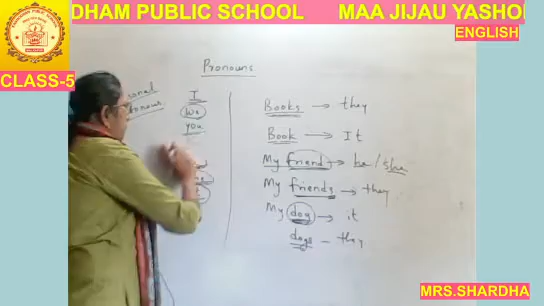 DHAM PUBLIC SCHOOL MAA JIJAU YASHO
ENGLISH
CLASS-5
Pronouns
sonal
I
We
you
Books → they
Book → It
My friend → he / she
My friends → they
My dog → it
dogs - they
MRS.SHARDHA